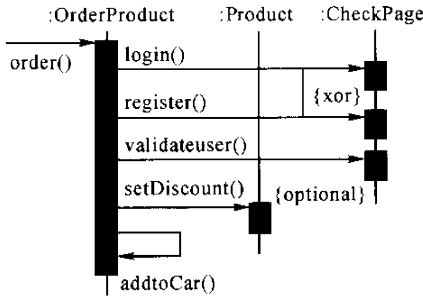 :OrderProduct :Product :CheckPage
login()
order()
{xor}
register()
validateuser()
setDiscount()
{optional}
addtoCar()